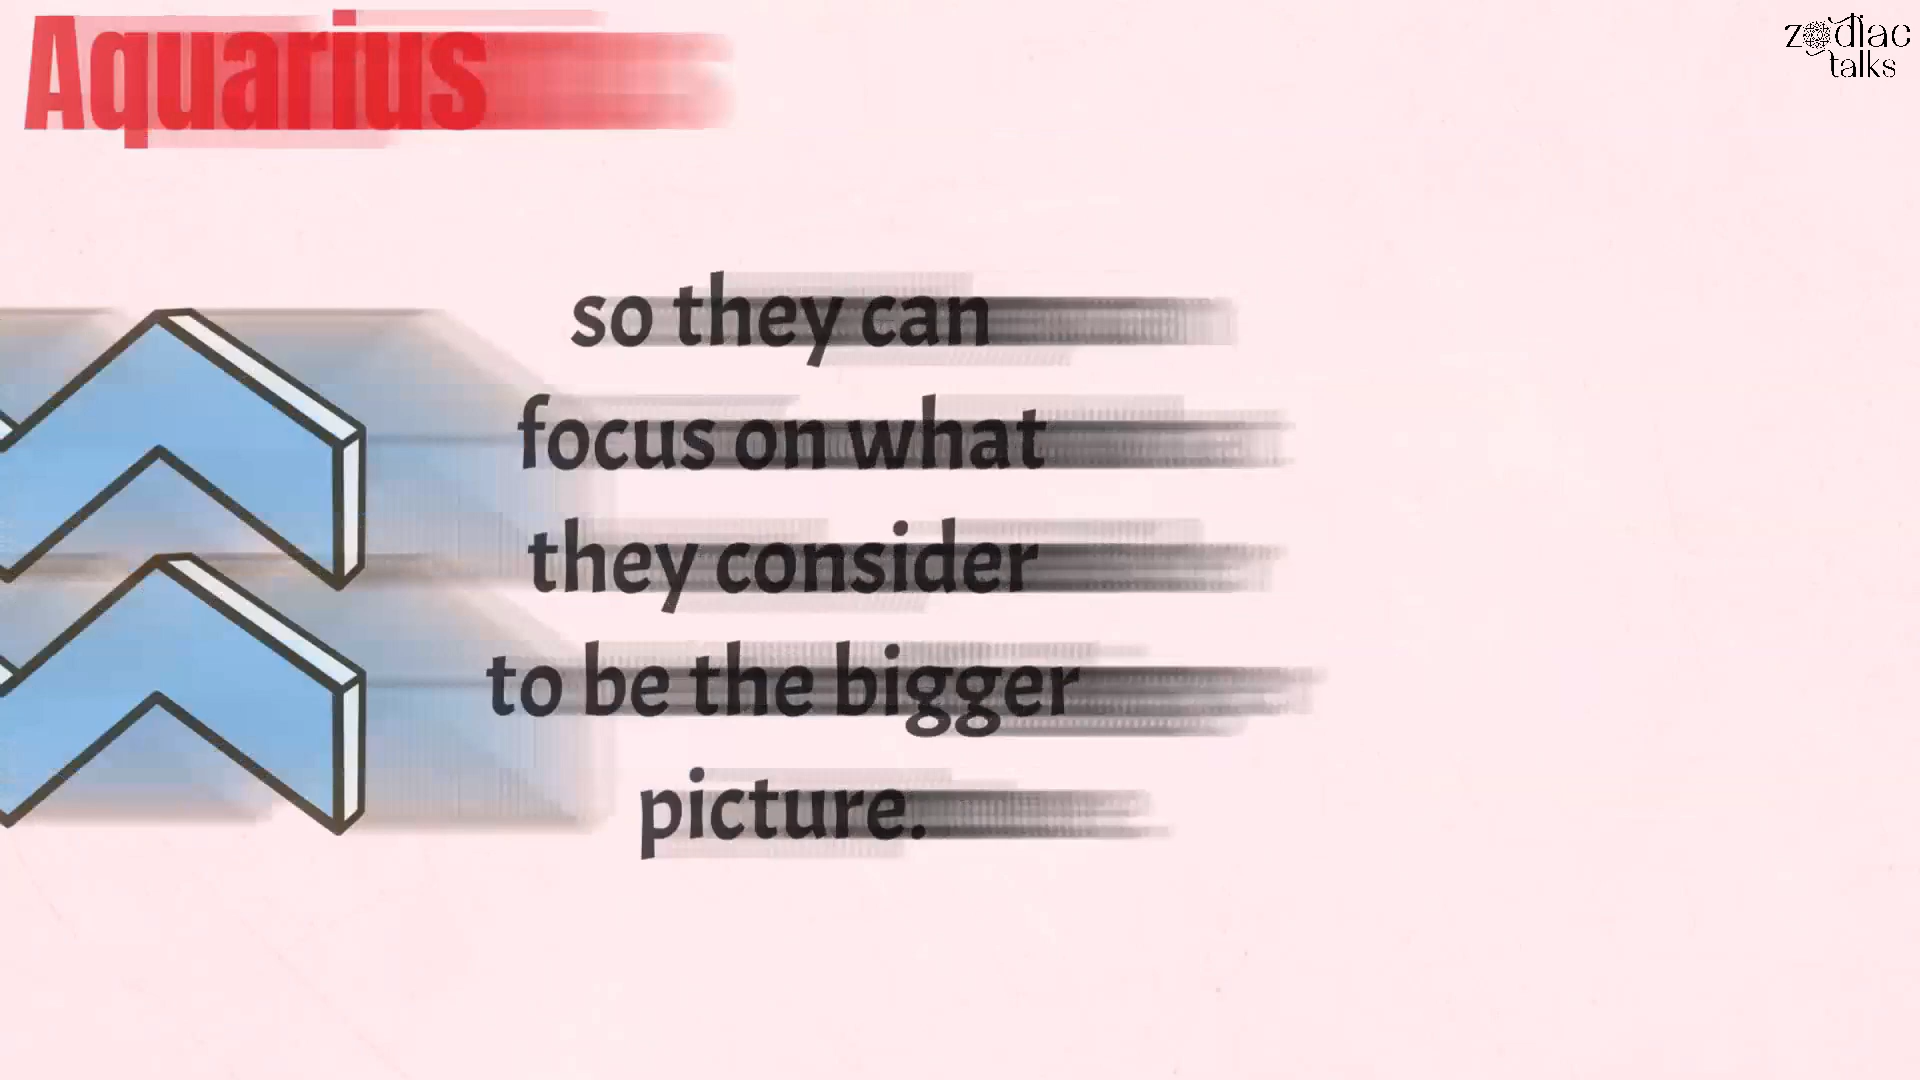 Aquarius
zodiac
talks
so they can
focus on what
they consider
to be the bigger
picture.